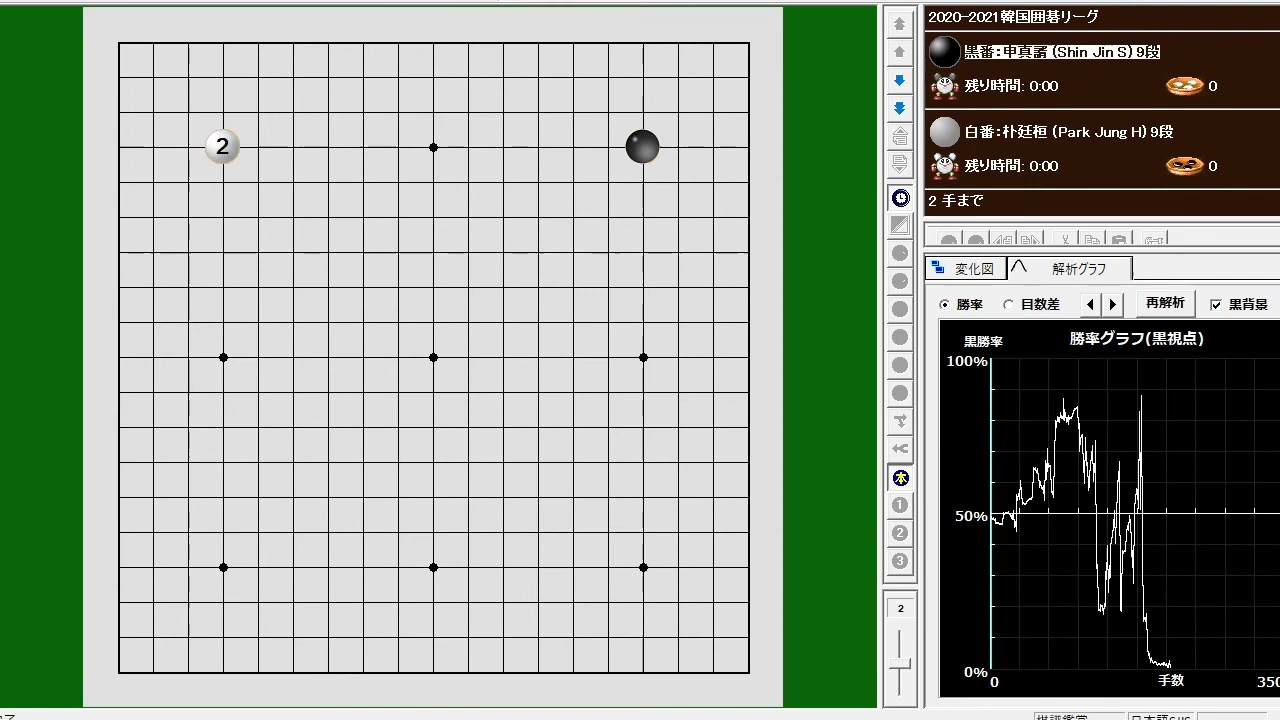 2020-2021韓国囲碁リーグ
黒番:申真諝 (Shin Jin S) 9段
残り時間: 0:00
0
白番:朴廷桓 (Park Jung H) 9段
残り時間: 0:00
0
2 手まで
変化図
解析グラフ
勝率
目数差
再解析
黒背景
勝率グラフ(黒視点)
黒勝率
100%
50%
0%
0
手数
350
2
1
2
3
2